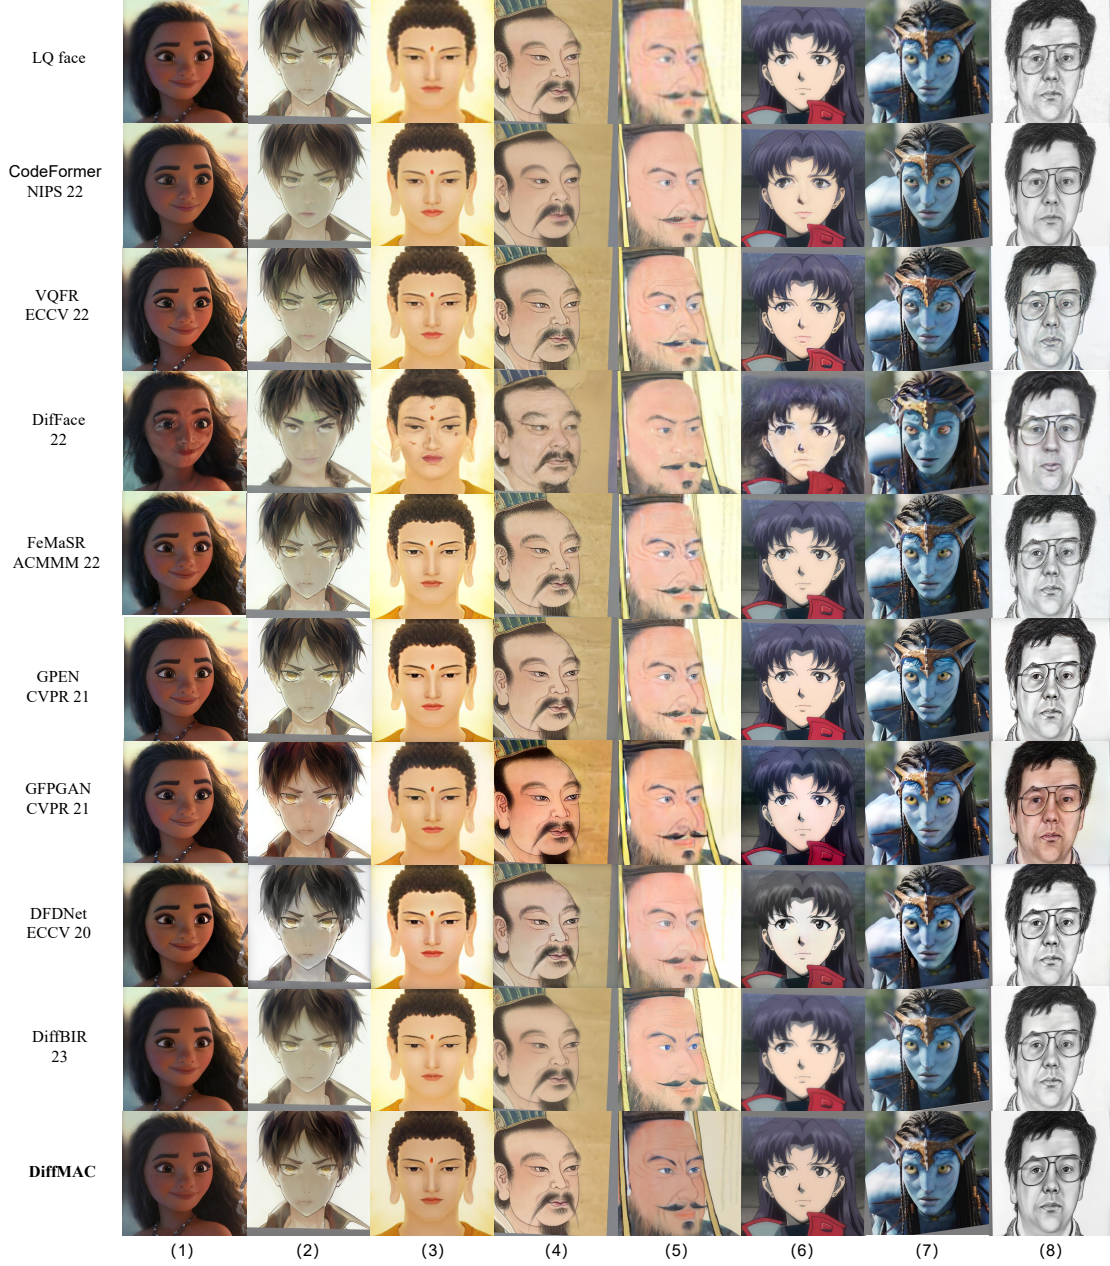 LQ face
CodeFormer
NIPS 22
VQFR
ECCV 22
DifFace
22
FeMaSR
ACMMM 22
GPEN
CVPR 21
GFPGAN
CVPR 21
DFDNet
ECCV 20
DiffBIR
23
DiffMAC
(1) (2) (3) (4) (5) (6) (7) (8)